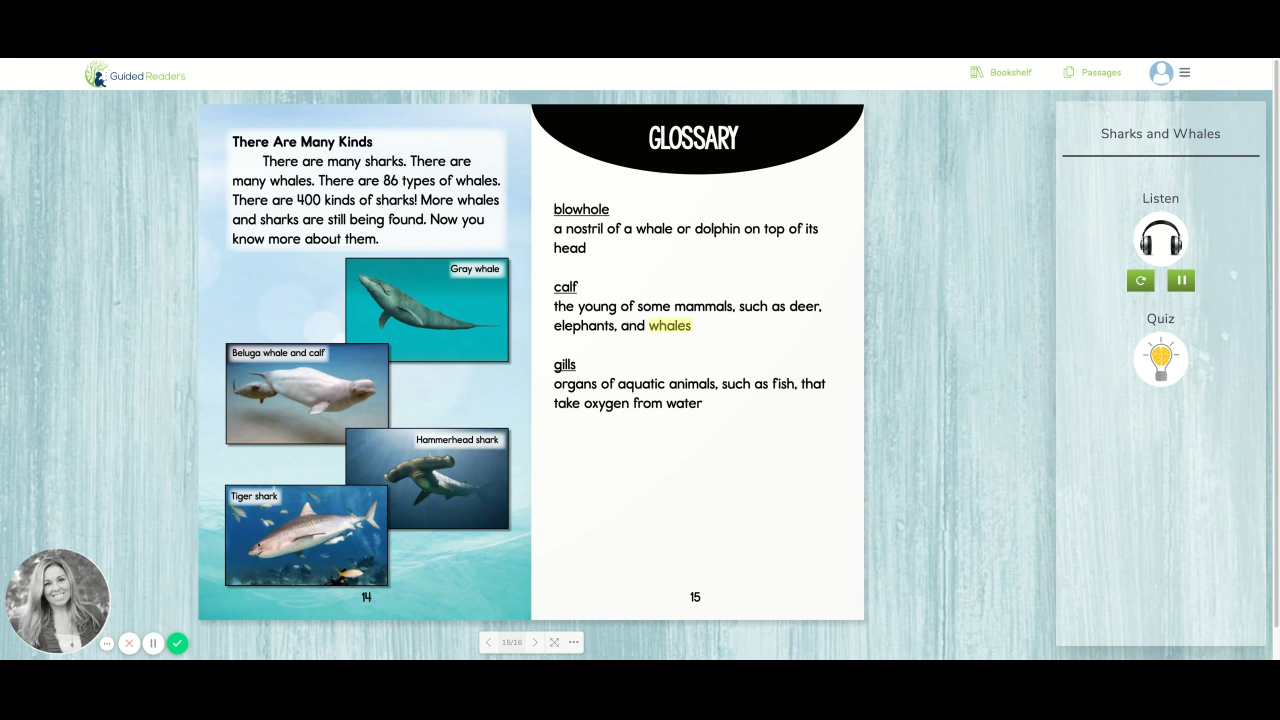 Guided Readers
Bookshelf
Passages
There Are Many Kinds
There are many sharks. There are
many whales. There are 86 types of whales.
There are 400 kinds of sharks! More whales
and sharks are still being found. Now you
know more about them.
Gray whale
Beluga whale and calf
Hammerhead shark
Tiger shark
14
GLOSSARY
blowhole
a nostril of a whale or dolphin on top of its
head
calf
the young of some mammals, such as deer,
elephants, and whales
gills
organs of aquatic animals, such as fish, that
take oxygen from water
15
Sharks and Whales
Listen
Quiz
15/16